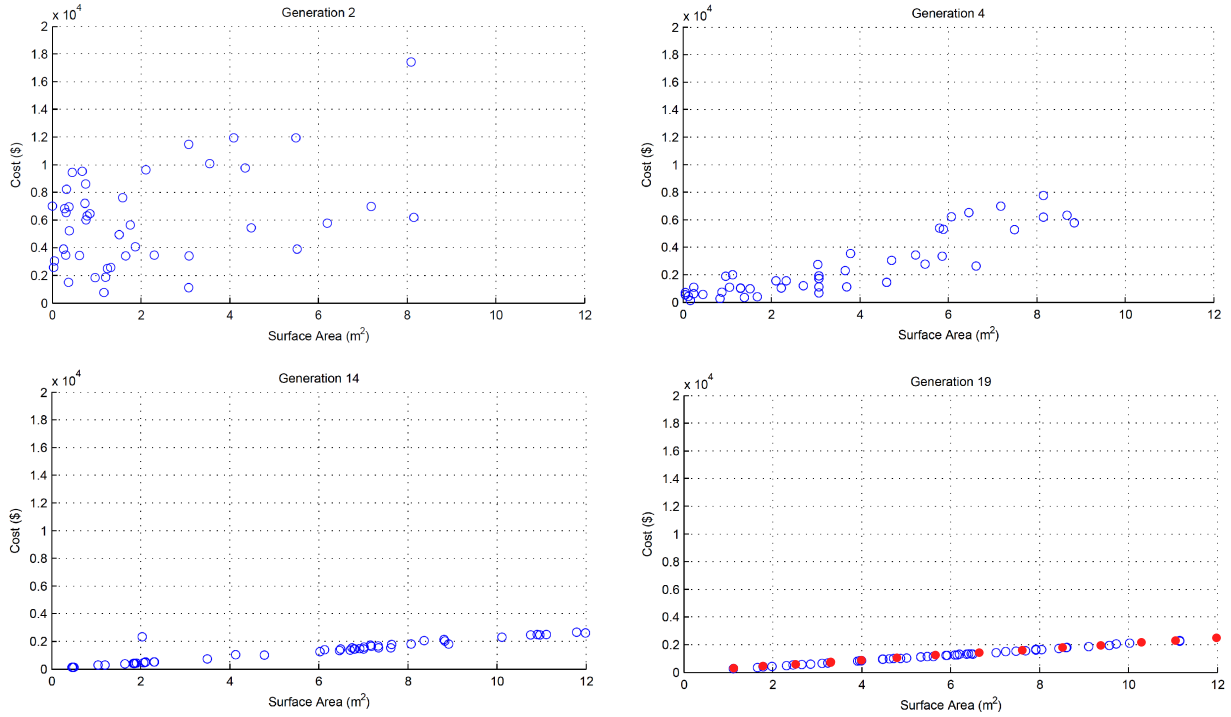 Generation 2
x 10^4
2
1.8
1.6
1.4
1.2
1
0.8
0.6
0.4
0.2
0
Cost ($)
0 2 4 6 8 10 12
Surface Area (m^2)
Generation 4
x 10^4
2
1.8
1.6
1.4
1.2
1
0.8
0.6
0.4
0.2
0
Cost ($)
0 2 4 6 8 10 12
Surface Area (m^2)
Generation 14
x 10^4
2
1.8
1.6
1.4
1.2
1
0.8
0.6
0.4
0.2
0
Cost ($)
0 2 4 6 8 10 12
Surface Area (m^2)
Generation 19
x 10^4
2
1.8
1.6
1.4
1.2
1
0.8
0.6
0.4
0.2
0
Cost ($)
0 2 4 6 8 10 12
Surface Area (m^2)